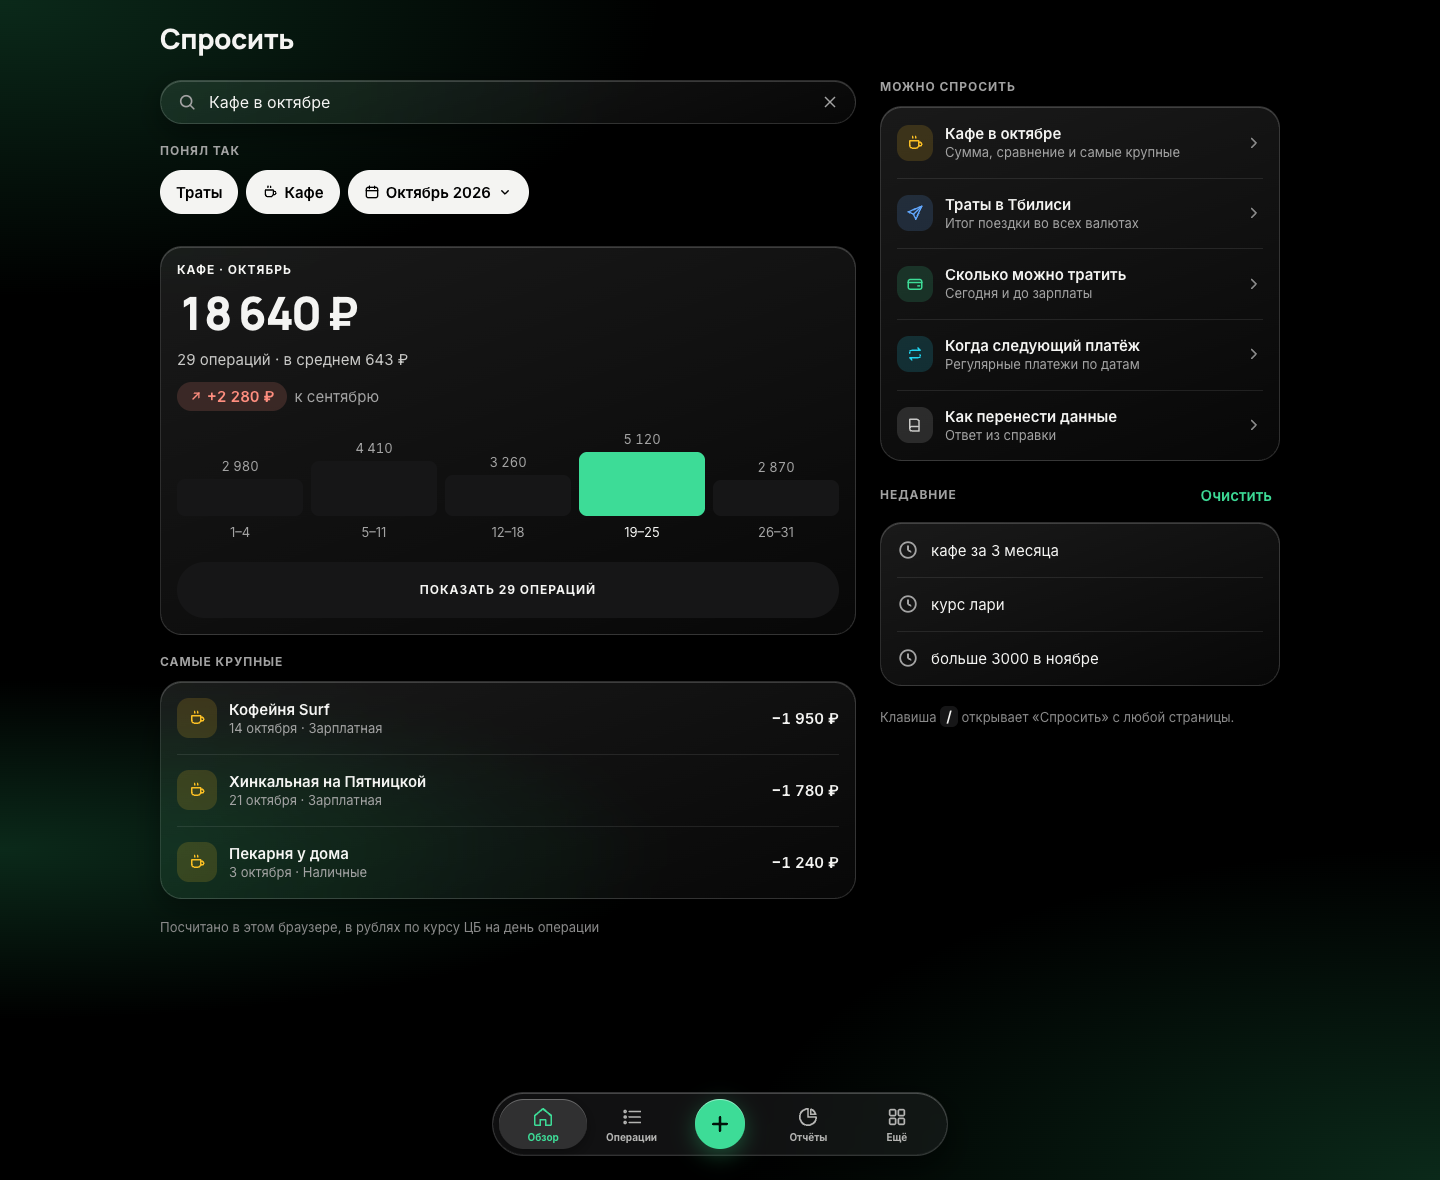 Спросить
Кафе в октябре
ПОНЯЛ ТАК
Траты
Кафе
Октябрь 2026
КАФЕ · ОКТЯБРЬ
18 640 ₽
29 операций · в среднем 643 ₽
+2 280 ₽ к сентябрю
2 980
4 410
3 260
5 120
2 870
1–4
5–11
12–18
19–25
26–31
ПОКАЗАТЬ 29 ОПЕРАЦИЙ
САМЫЕ КРУПНЫЕ
Кофейня Surf
14 октября · Зарплатная
−1 950 ₽
Хинкальная на Пятницкой
21 октября · Зарплатная
−1 780 ₽
Пекарня у дома
3 октября · Наличные
−1 240 ₽
Посчитано в этом браузере, в рублях по курсу ЦБ на день операции
МОЖНО СПРОСИТЬ
Кафе в октябре
Сумма, сравнение и самые крупные
Траты в Тбилиси
Итог поездки во всех валютах
Сколько можно тратить
Сегодня и до зарплаты
Когда следующий платёж
Регулярные платежи по датам
Как перенести данные
Ответ из справки
НЕДАВНИЕ
Очистить
кафе за 3 месяца
курс лари
больше 3000 в ноябре
Клавиша / открывает «Спросить» с любой страницы.
Обзор
Операции
Отчёты
Ещё